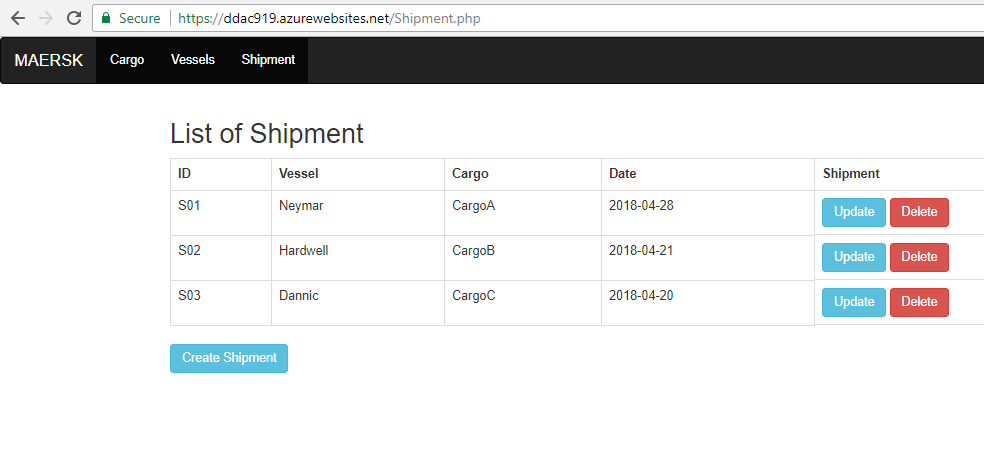 Secure https://ddac919.azurewebsites.net/Shipment.php
MAERSK Cargo Vessels Shipment
List of Shipment
ID Vessel Cargo Date Shipment
S01 Neymar CargoA 2018-04-28 Update Delete
S02 Hardwell CargoB 2018-04-21 Update Delete
S03 Dannic CargoC 2018-04-20 Update Delete
Create Shipment